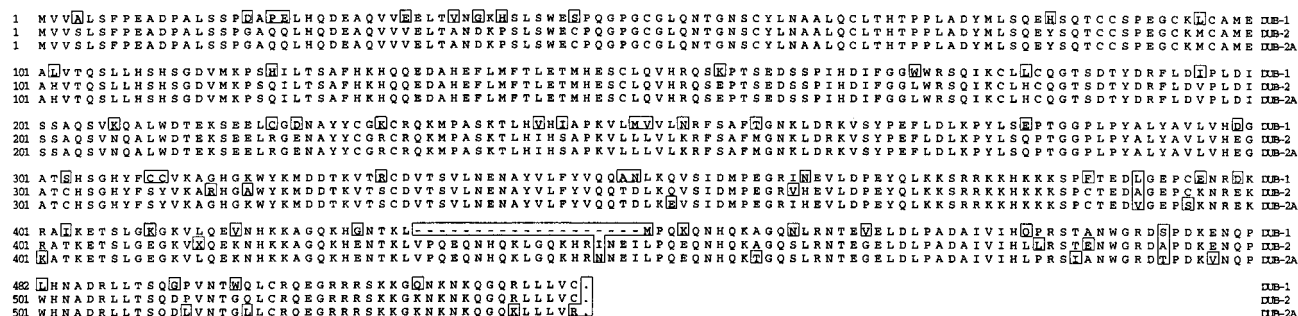 1 MVVALSFPEADPALSSPDAPELHQDEAQVVEELTVNGKHSLSWESPQGPGCGLQNTGNSCYLNAALQCLTHTPPLADYMLSQEHSQTCCSPEGCKLCAME DUB-1
1 MVVSLSFPEADPALSSPGAQQLHQDEAQVVVELTANDKPSLSWECPQGPGCGLQNTGNSCYLNAALQCLTHTPPLADYMLSQEYSQTCCSPEGCKMCAME DUB-2
1 MVVSLSFPEADPALSSPGAQQLHQDEAQVVVELTANDKPSLSWECPQGPGCGLQNTGNSCYLNAALQCLTHTPPLADYMLSQEYSQTCCSPEGCKMCAME DUB-2A
101 ALVTQSLLHSHSGDVMKPSHILTSAFHKHQQEDAHEFLMFTLETMHESCLQVHRQSKPTSEDSSPIHDIFGGWWRSQIKCLLCQGTSDTYDRFLDIPLDI DUB-1
101 AHVTQSLLHSHSGDVMKPSQILTSAFHKHQQEDAHEFLMFTLETMHESCLQVHRQSEPTSEDSSPIHDIFGGLWRSQIKCLHCQGTSDTYDRFLDVPLDI DUB-2
101 AHVTQSLLHSHSGDVMKPSQILTSAFHKHQQEDAHEFLMFTLETMHESCLQVHRQSEPTSEDSSPIHDIFGGLWRSQIKCLHCQGTSDTYDRFLDVPLDI DUB-2A
201 SSAQSVKQALWDTEKSEELCGDNAYYCGKCRQKMPASKTLHVHIAPKVLMVVLNRFSAFTGNKLDRKVSYPEFLDLKPYLSEPTGGPLPYALYAVLVHDG DUB-1
201 SSAQSVNQALWDTEKSEELRGENAYYCGRCRQKMPASKTLHIHSAPKVLLLVLKRFSAFMGNKLDRKVSYPEFLDLKPYLSQPTGGPLPYALYAVLVHEG DUB-2
201 SSAQSVNQALWDTEKSEELRGENAYYCGRCRQKMPASKTLHIHSAPKVLLLVLKRFSAFMGNKLDRKVSYPEFLDLKPYLSQPTGGPLPYALYAVLVHEG DUB-2A
301 ATSHSGHYFCCVKAGHGKWYKMDDTKVTRCDVTSVLNENAYVLFYVQQANLKQVSIDMPEGRINEVLDPEYQLKKSRRKKHKKKSPFTEDLGEPCENRDK DUB-1
301 ATCHSGHYFSYVKARHGAWYKMDDTKVTSCDVTSVLNENAYVLFYVQQTDLKQVSIDMPEGRVHEVLDPEYQLKKSRRKKHKKKSPCTEDAGEPCKNREK DUB-2
301 ATCHSGHYFSYVKAGHGKWYKMDDTKVTSCDVTSVLNENAYVLFYVQQTDLKEVSIDMPEGRIHEVLDPEYQLKKSRRKKHKKKSPCTEDVGEPSKNREK DUB-2A
401 RAIKETSLGKGKVLQEVNHKKAGQKHGNTKL-------------------MPQKQNHQKAGQNLRNTEVELDLPADAIVIHQPRSTANWGRDSPDKENQP DUB-1
401 RATKETSLGEGKVXQEKNHKKAGQKHENTKLVPQEQNHQKLGQKHRINEILPQEQNHQKAGQSLRNTEGELDLPADAIVIHLLRSTENWGRDAPDKENQP DUB-2
401 KATKETSLGEGKVLQEKNHKKAGQKHENTKLVPQEQNHQKLGQKHRNNEILPQEQNHQKTGQSLRNTEGELDLPADAIVIHLPRSIANWGRDTPDKVNQP DUB-2A
482 LHNADRLLTSQGPVNTWQLCRQEGRRRSKKGQNKNKQGQRLLLVC. DUB-1
501 WHNADRLLTSQDPVNTGQLCRQEGRRRSKKGKNKNKQGQRLLLVC. DUB-2
501 WHNADRLLTSQDLVNTGLLCRQEGRRRSKKGKNKNKQGQKLLLVR. DUB-2A